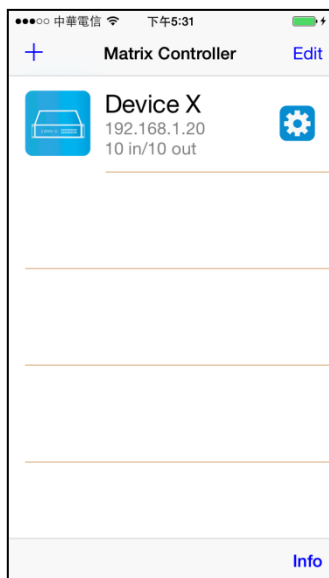 中華電信 下午5:31
+ Matrix Controller Edit
Device X
192.168.1.20
10 in/10 out
Info